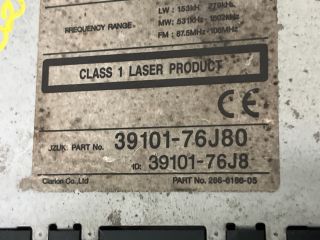 LW : 153kH 279kHz
FREQUENCY RANGE MW: 531kHz 1602kHz
FM : 87.5MHz-108MHz
CLASS 1 LASER PRODUCT
CE
JZUK PART No. 39101-76J80
ID: 39101-76J8
Clarion Co.,Ltd PART No. 266-6166-05